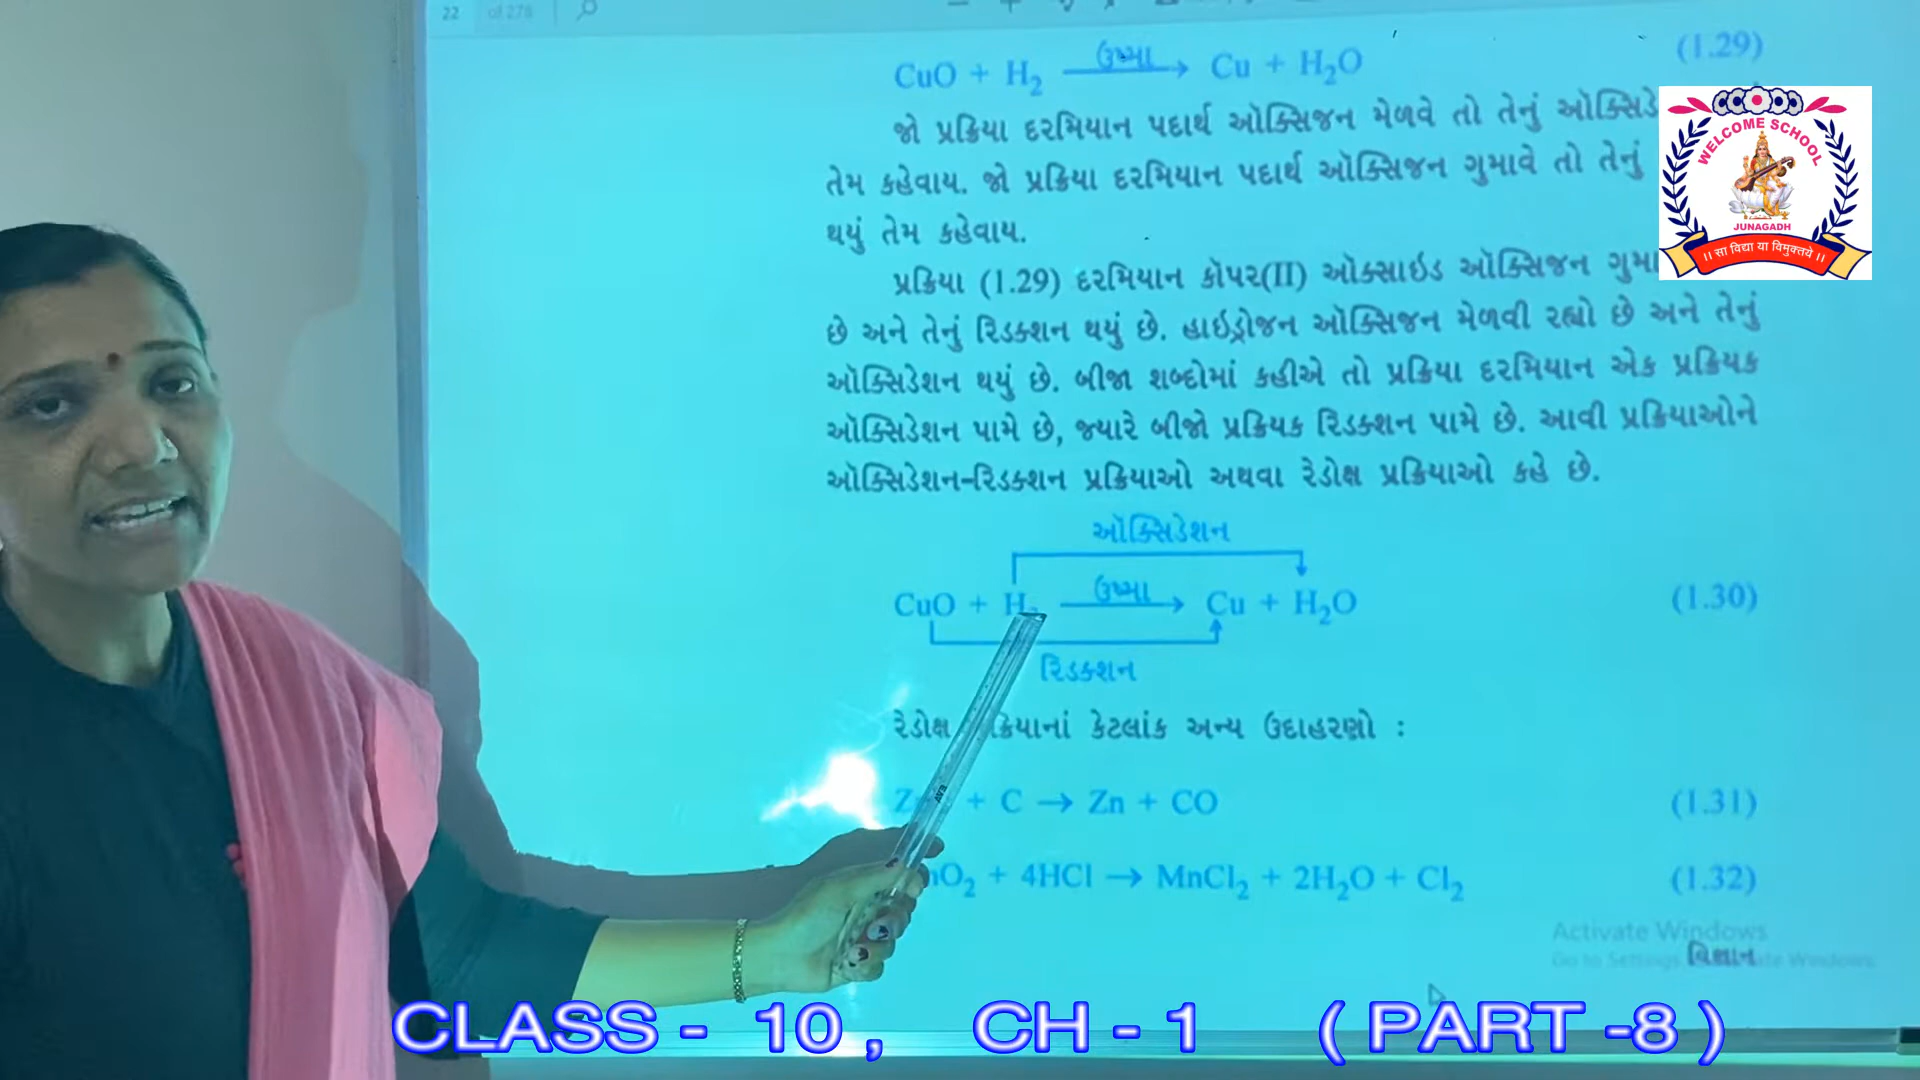 22 of 278
CuO + H₂ ઉષ્મા → Cu + H₂O (1.29)
જો પ્રક્રિયા દરમિયાન પદાર્થ ઑક્સિજન મેળવે તો તેનું
તેમ કહેવાય. જો પ્રક્રિયા દરમિયાન પદાર્થ ઑક્સિજન ગુમાવે તો તેનું
થયું તેમ કહેવાય.
પ્રક્રિયા (1.29) દરમિયાન કૉપર(II) ઑક્સાઇડ ઑક્સિજન
છે અને તેનું રિડક્શન થયું છે. હાઇડ્રોજન ઑક્સિજન મેળવી રહ્યો છે અને તેનું
ઑક્સિડેશન થયું છે. બીજા શબ્દોમાં કહીએ તો પ્રક્રિયા દરમિયાન એક પ્રક્રિયક
ઑક્સિડેશન પામે છે, જ્યારે બીજો પ્રક્રિયક રિડક્શન પામે છે. આવી પ્રક્રિયાઓને
ઑક્સિડેશન-રિડક્શન પ્રક્રિયાઓ અથવા રેડોક્ષ પ્રક્રિયાઓ કહે છે.
ઑક્સિડેશન
CuO + H₂ ઉષ્મા → Cu + H₂O (1.30)
રિડક્શન
રેડોક્ષ કેટલાંક અન્ય ઉદાહરણો :
+ C → Zn + CO (1.31)
+ 4HCl → MnCl₂ + 2H₂O + Cl₂ (1.32)
Activate Windows
Go to Settings વિજ્ઞાન Windows
WELCOME SCHOOL
JUNAGADH
।। सा विद्या या विमुक्तये ।।
CLASS - 10 , CH - 1 ( PART -8 )